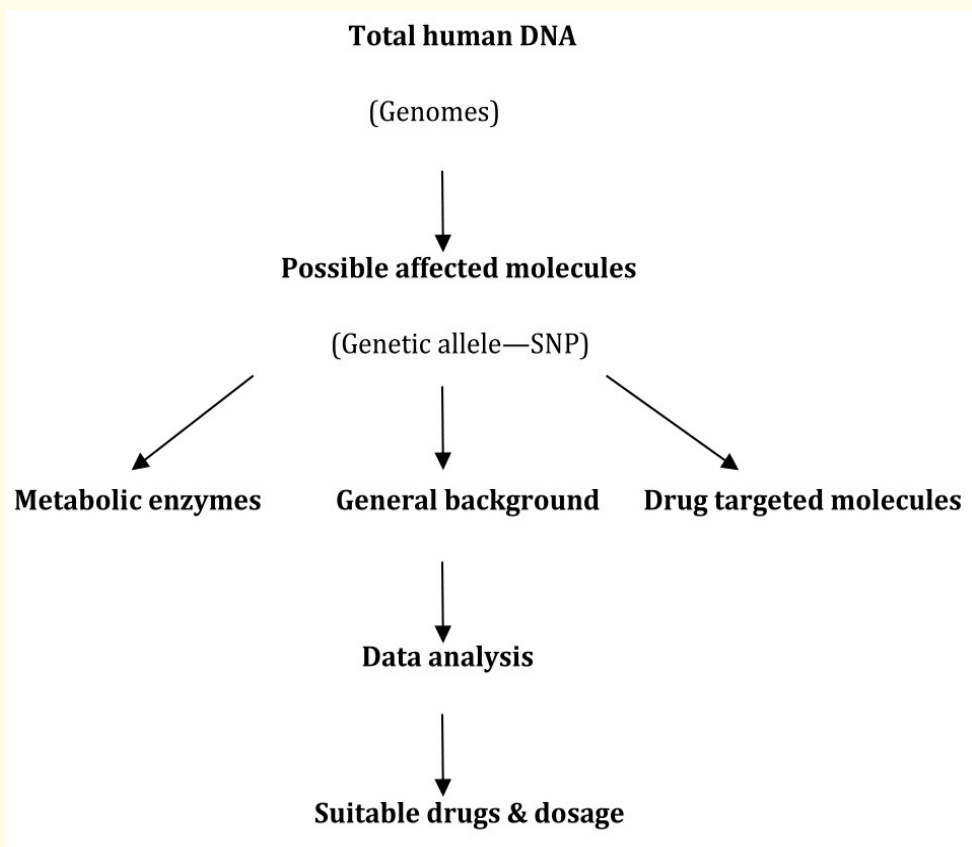 Total human DNA
(Genomes)
Possible affected molecules
(Genetic allele—SNP)
Metabolic enzymes General background Drug targeted molecules
Data analysis
Suitable drugs & dosage